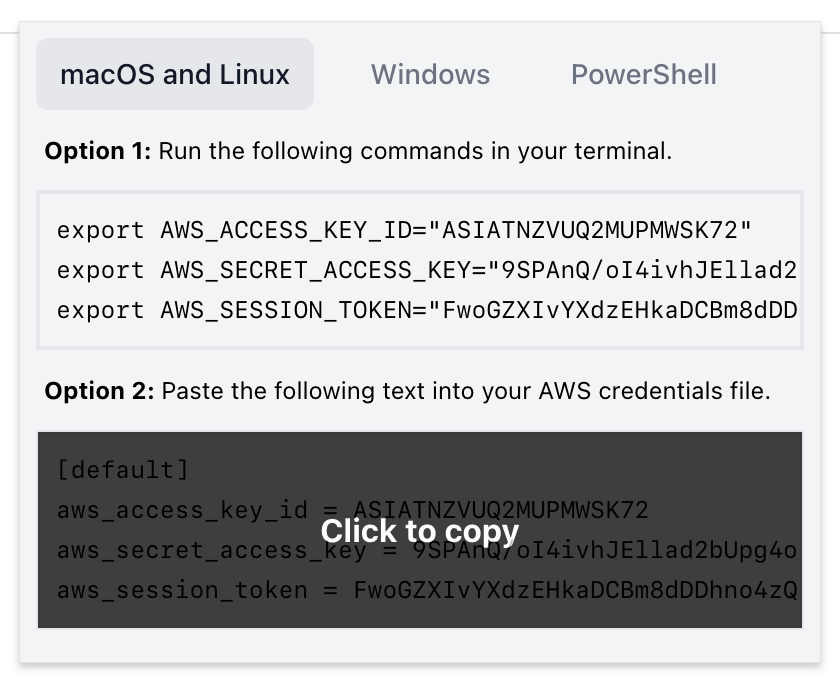 macOS and Linux Windows PowerShell
Option 1: Run the following commands in your terminal.
export AWS_ACCESS_KEY_ID="ASIATNZVUQ2MUPMWSK72"
export AWS_SECRET_ACCESS_KEY="9SPAnQ/oI4ivhJEllad2
export AWS_SESSION_TOKEN="FwoGZXIvYXdzEHkaDCBm8dDD
Option 2: Paste the following text into your AWS credentials file.
[default]
aws_access_key_id = ASIATNZVUQ2MUPMWSK72
Click to copy
aws_secret_access_key = 9SPAnQ/oI4ivhJEllad2bUpg4o
aws_session_token = FwoGZXIvYXdzEHkaDCBm8dDDhno4zQ